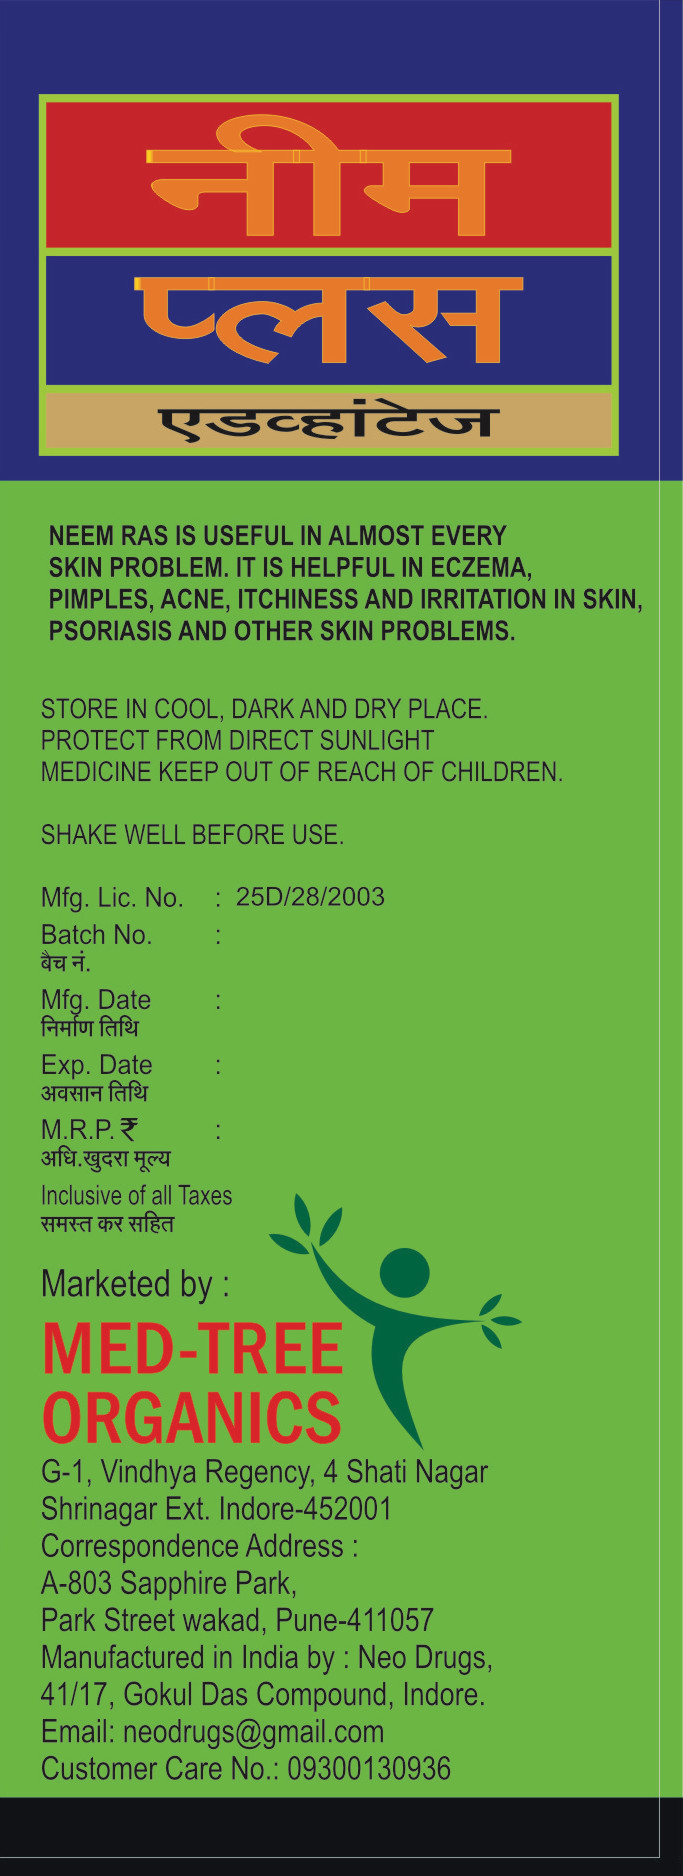 नीम
प्लस
एडव्हांटेज
NEEM RAS IS USEFUL IN ALMOST EVERY
SKIN PROBLEM. IT IS HELPFUL IN ECZEMA,
PIMPLES, ACNE, ITCHINESS AND IRRITATION IN SKIN,
PSORIASIS AND OTHER SKIN PROBLEMS.
STORE IN COOL, DARK AND DRY PLACE.
PROTECT FROM DIRECT SUNLIGHT
MEDICINE KEEP OUT OF REACH OF CHILDREN.
SHAKE WELL BEFORE USE.
Mfg. Lic. No. : 25D/28/2003
Batch No. :
बैच नं.
Mfg. Date :
निर्माण तिथि
Exp. Date :
अवसान तिथि
M.R.P. ₹ :
अधि.खुदरा मूल्य
Inclusive of all Taxes
समस्त कर सहित
Marketed by :
MED-TREE
ORGANICS
G-1, Vindhya Regency, 4 Shati Nagar
Shrinagar Ext. Indore-452001
Correspondence Address :
A-803 Sapphire Park,
Park Street wakad, Pune-411057
Manufactured in India by : Neo Drugs,
41/17, Gokul Das Compound, Indore.
Email: neodrugs@gmail.com
Customer Care No.: 09300130936